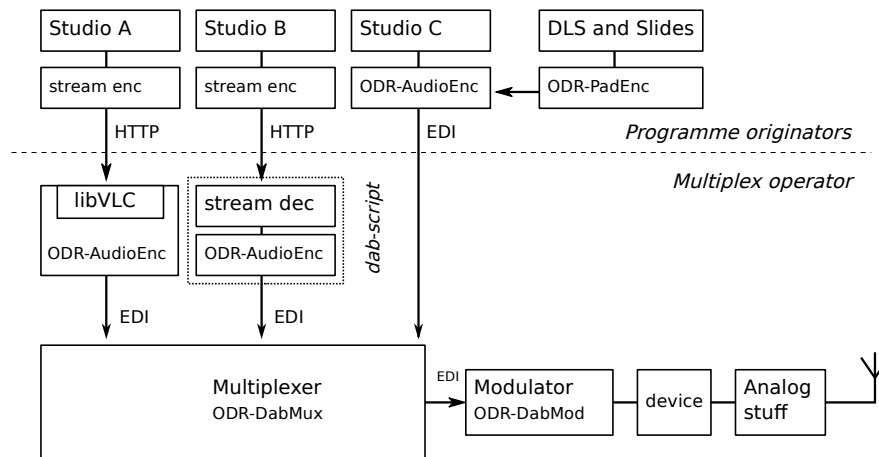 Studio A
Studio B
Studio C
DLS and Slides
stream enc
stream enc
ODR-AudioEnc
ODR-PadEnc
HTTP
HTTP
EDI
Programme originators
Multiplex operator
libVLC
ODR-AudioEnc
stream dec
ODR-AudioEnc
dab-script
EDI
EDI
Multiplexer
ODR-DabMux
EDI
Modulator
ODR-DabMod
device
Analog
stuff